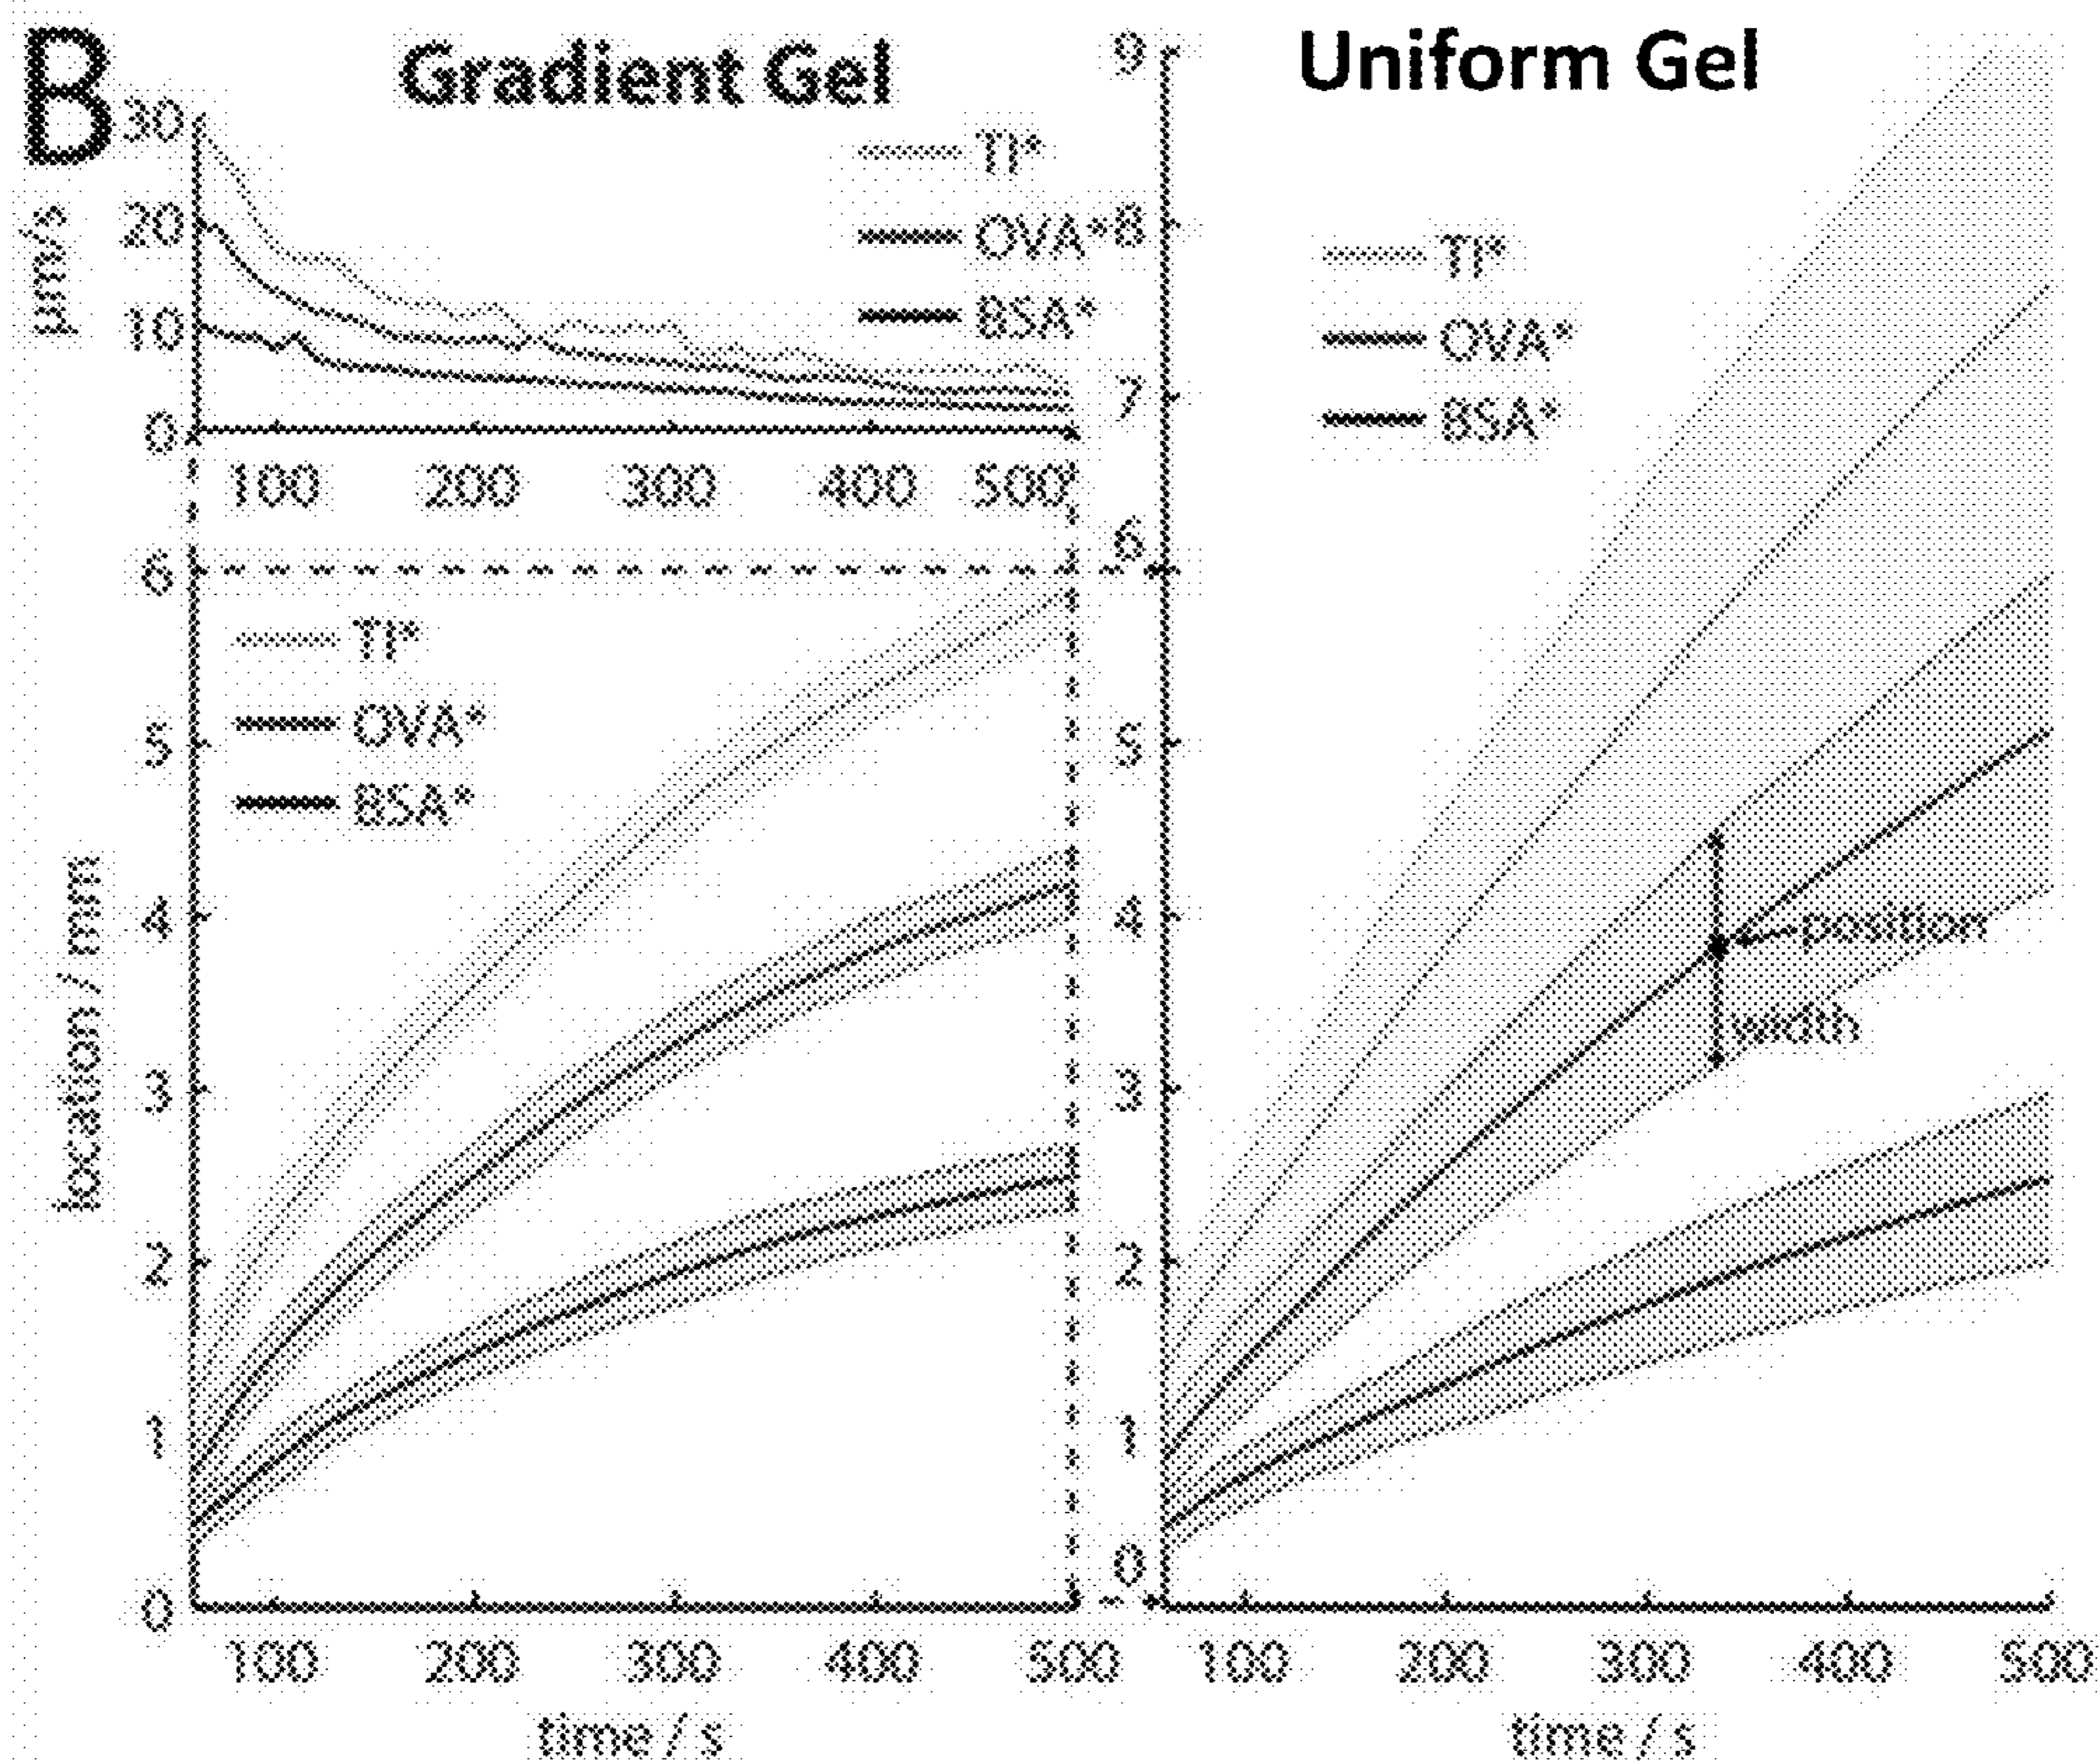 B
Gradient Gel
30
20
10
0
μm/s
TI*
OVA*
BSA*
100 200 300 400 500
6
5
4
3
2
1
0
location / mm
TI*
OVA*
BSA*
100 200 300 400 500
time / s
Uniform Gel
9
8
7
6
5
4
3
2
1
0
TI*
OVA*
BSA*
position
width
100 200 300 400 500
time / s